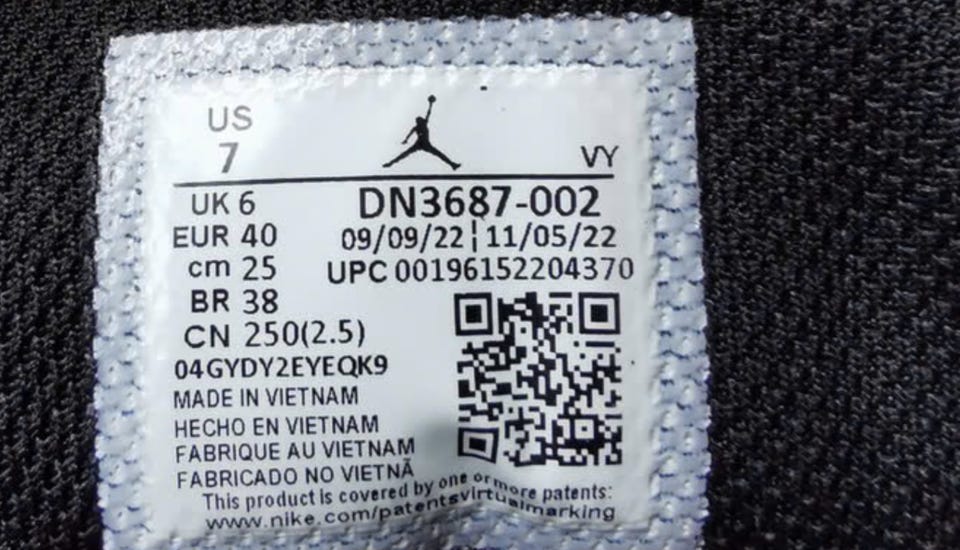 US
7
VY
UK 6
DN3687-002
EUR 40
09/09/22 11/05/22
cm 25
UPC 00196152204370
BR 38
CN 250(2.5)
04GYDY2EYEQK9
MADE IN VIETNAM
HECHO EN VIETNAM
FABRIQUE AU VIETNAM
FABRICADO NO VIETNÃ
This product is covered by one or more patents:
www.nike.com/patentsvirtualmarking